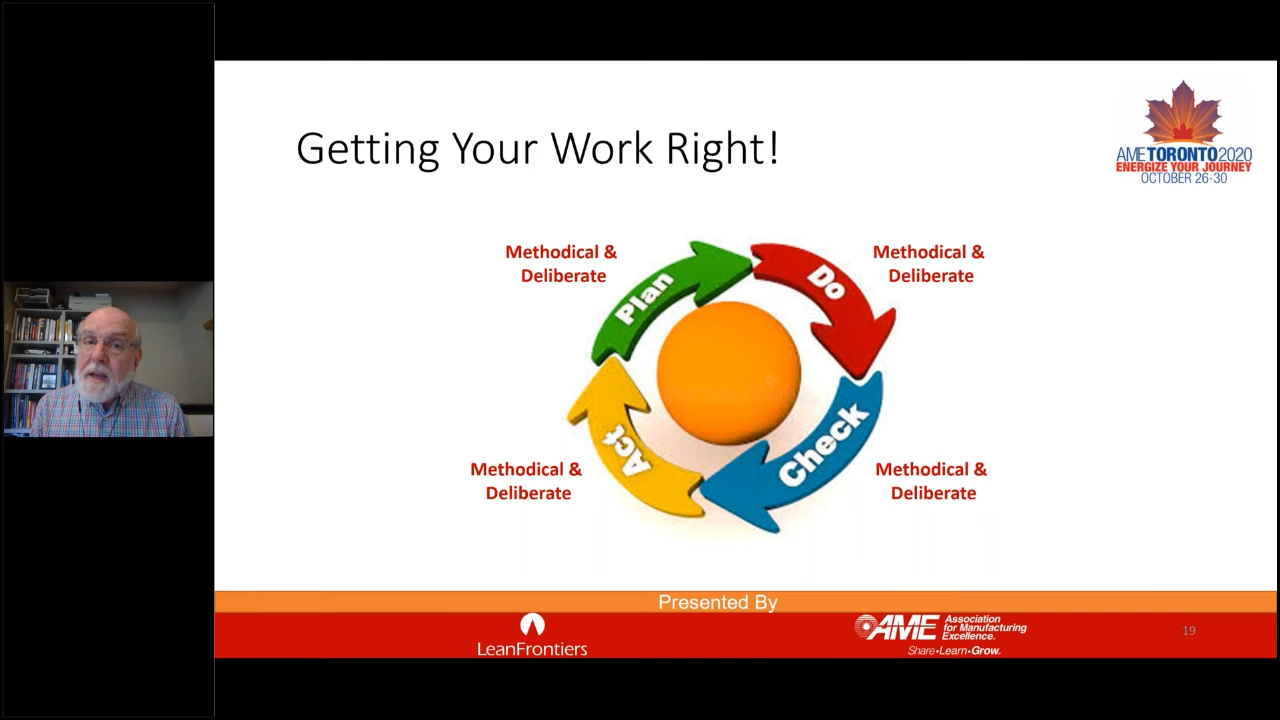 Getting Your Work Right!
AMETORONTO2020
ENERGIZE YOUR JOURNEY
OCTOBER 26-30
Methodical &
Deliberate
Methodical &
Deliberate
Plan
Do
Act
Check
Methodical &
Deliberate
Methodical &
Deliberate
Presented By
LeanFrontiers
AME Association
for Manufacturing
Excellence.
Share•Learn•Grow.
19